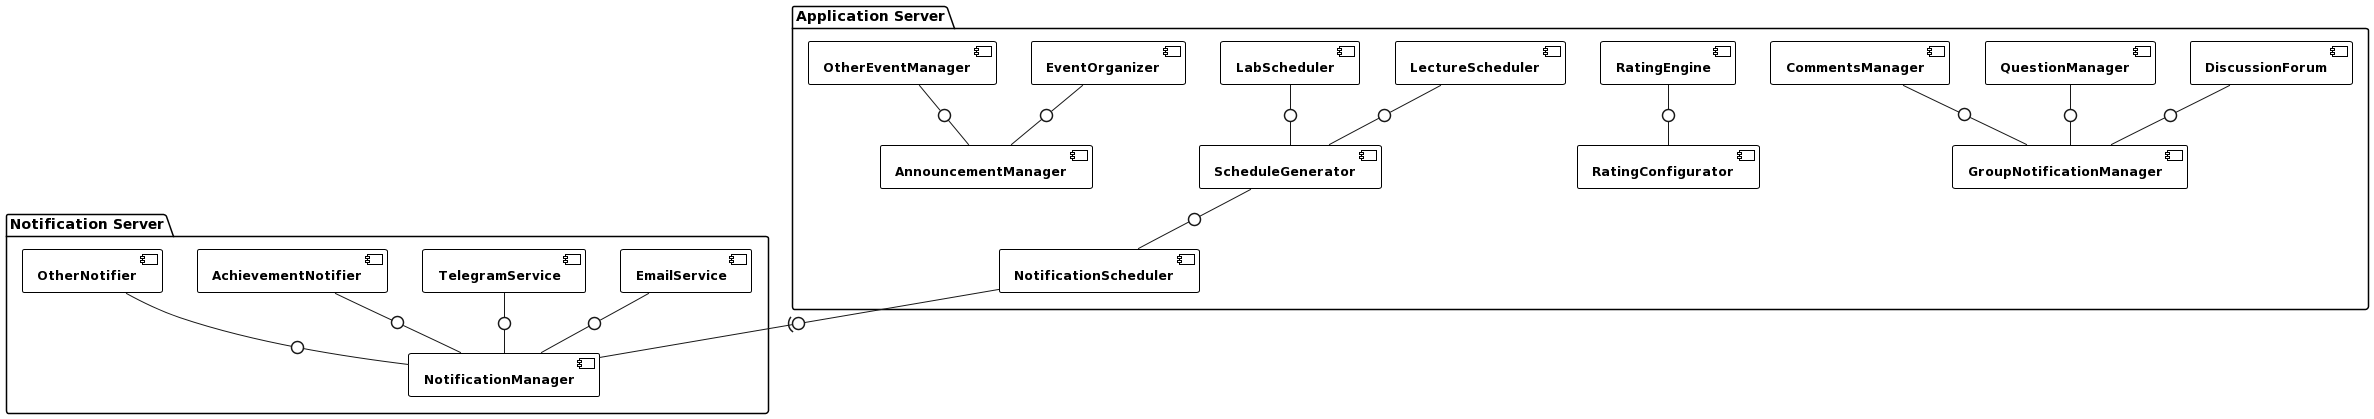 Application Server
OtherEventManager
EventOrganizer
LabScheduler
LectureScheduler
RatingEngine
CommentsManager
QuestionManager
DiscussionForum
AnnouncementManager
ScheduleGenerator
RatingConfigurator
GroupNotificationManager
NotificationScheduler
Notification Server
OtherNotifier
AchievementNotifier
TelegramService
EmailService
NotificationManager